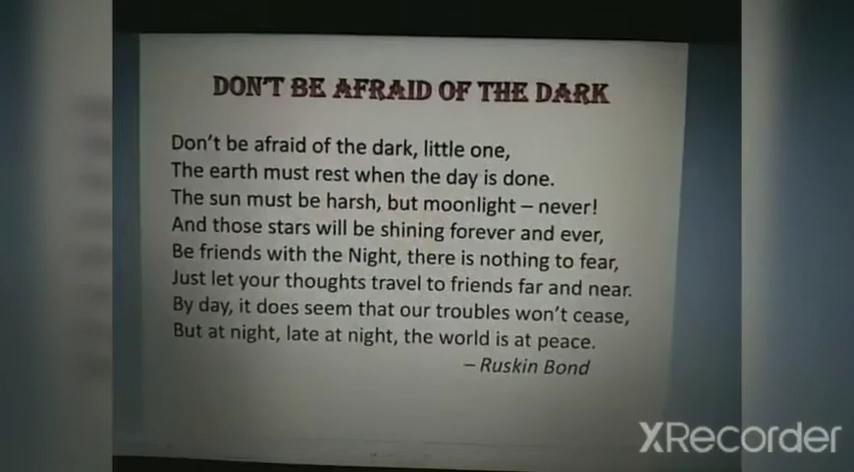 DON'T BE AFRAID OF THE DARK
Don't be afraid of the dark, little one,
The earth must rest when the day is done.
The sun must be harsh, but moonlight – never!
And those stars will be shining forever and ever,
Be friends with the Night, there is nothing to fear,
Just let your thoughts travel to friends far and near.
By day, it does seem that our troubles won't cease,
But at night, late at night, the world is at peace.
– Ruskin Bond
XRecorder